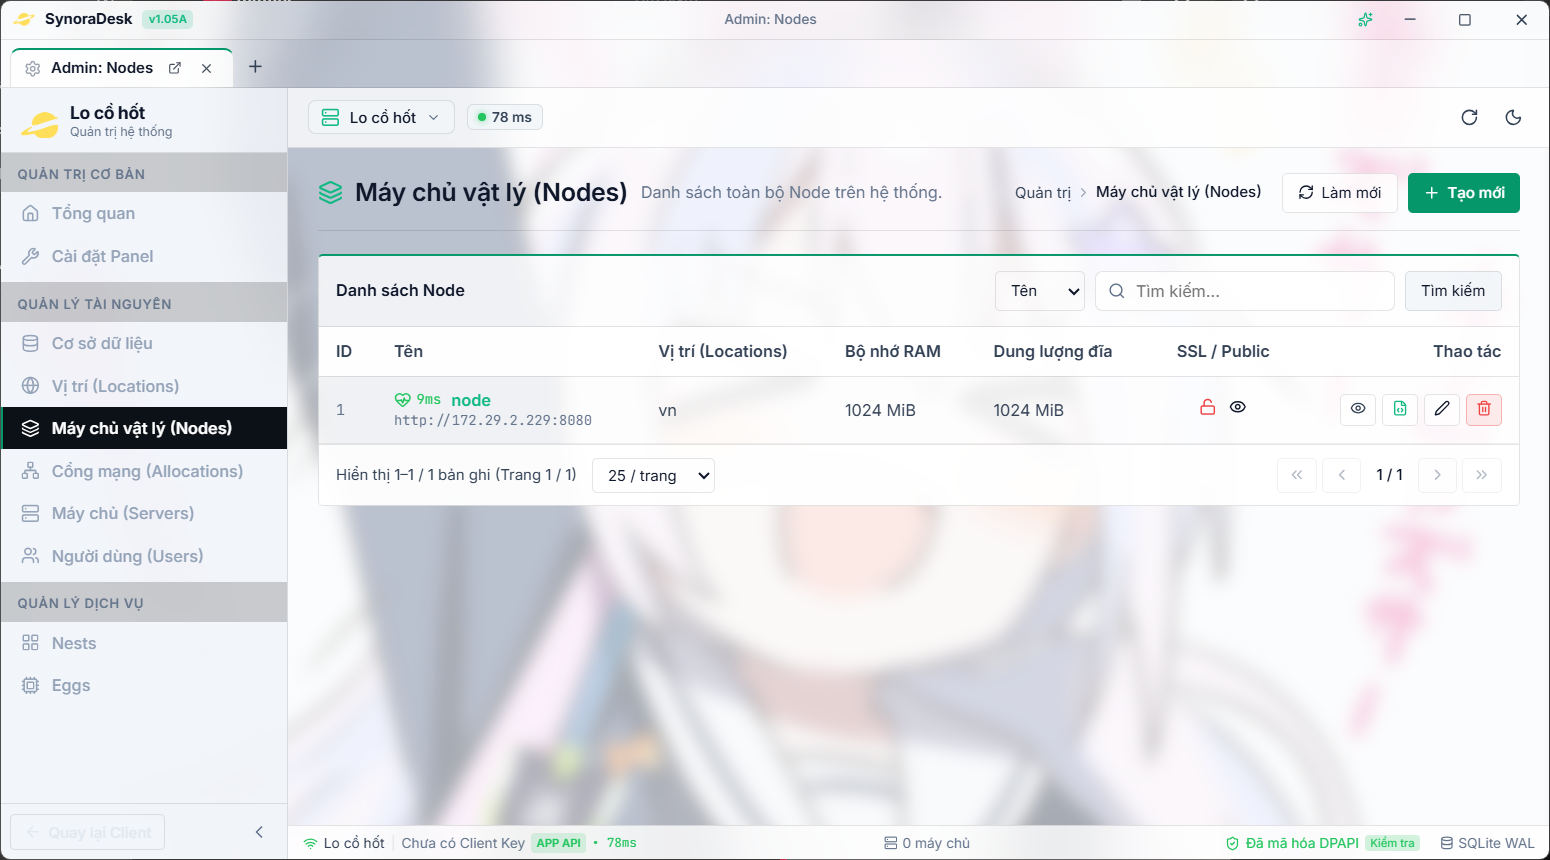 SynoraDesk v1.05A Admin: Nodes
Admin: Nodes
Lo cồ hốt
Quản trị hệ thống
Lo cồ hốt 78 ms
QUẢN TRỊ CƠ BẢN
Tổng quan
Cài đặt Panel
QUẢN LÝ TÀI NGUYÊN
Cơ sở dữ liệu
Vị trí (Locations)
Máy chủ vật lý (Nodes)
Cổng mạng (Allocations)
Máy chủ (Servers)
Người dùng (Users)
QUẢN LÝ DỊCH VỤ
Nests
Eggs
Quay lại Client
Máy chủ vật lý (Nodes) Danh sách toàn bộ Node trên hệ thống. Quản trị > Máy chủ vật lý (Nodes) Làm mới + Tạo mới
Danh sách Node Tên Tìm kiếm... Tìm kiếm
ID Tên Vị trí (Locations) Bộ nhớ RAM Dung lượng đĩa SSL / Public Thao tác
1 9ms node vn 1024 MiB 1024 MiB
http://172.29.2.229:8080
Hiển thị 1–1 / 1 bản ghi (Trang 1 / 1) 25 / trang « ‹ 1 / 1 › »
Lo cồ hốt Chưa có Client Key APP API • 78ms 0 máy chủ Đã mã hóa DPAPI Kiểm tra SQLite WAL